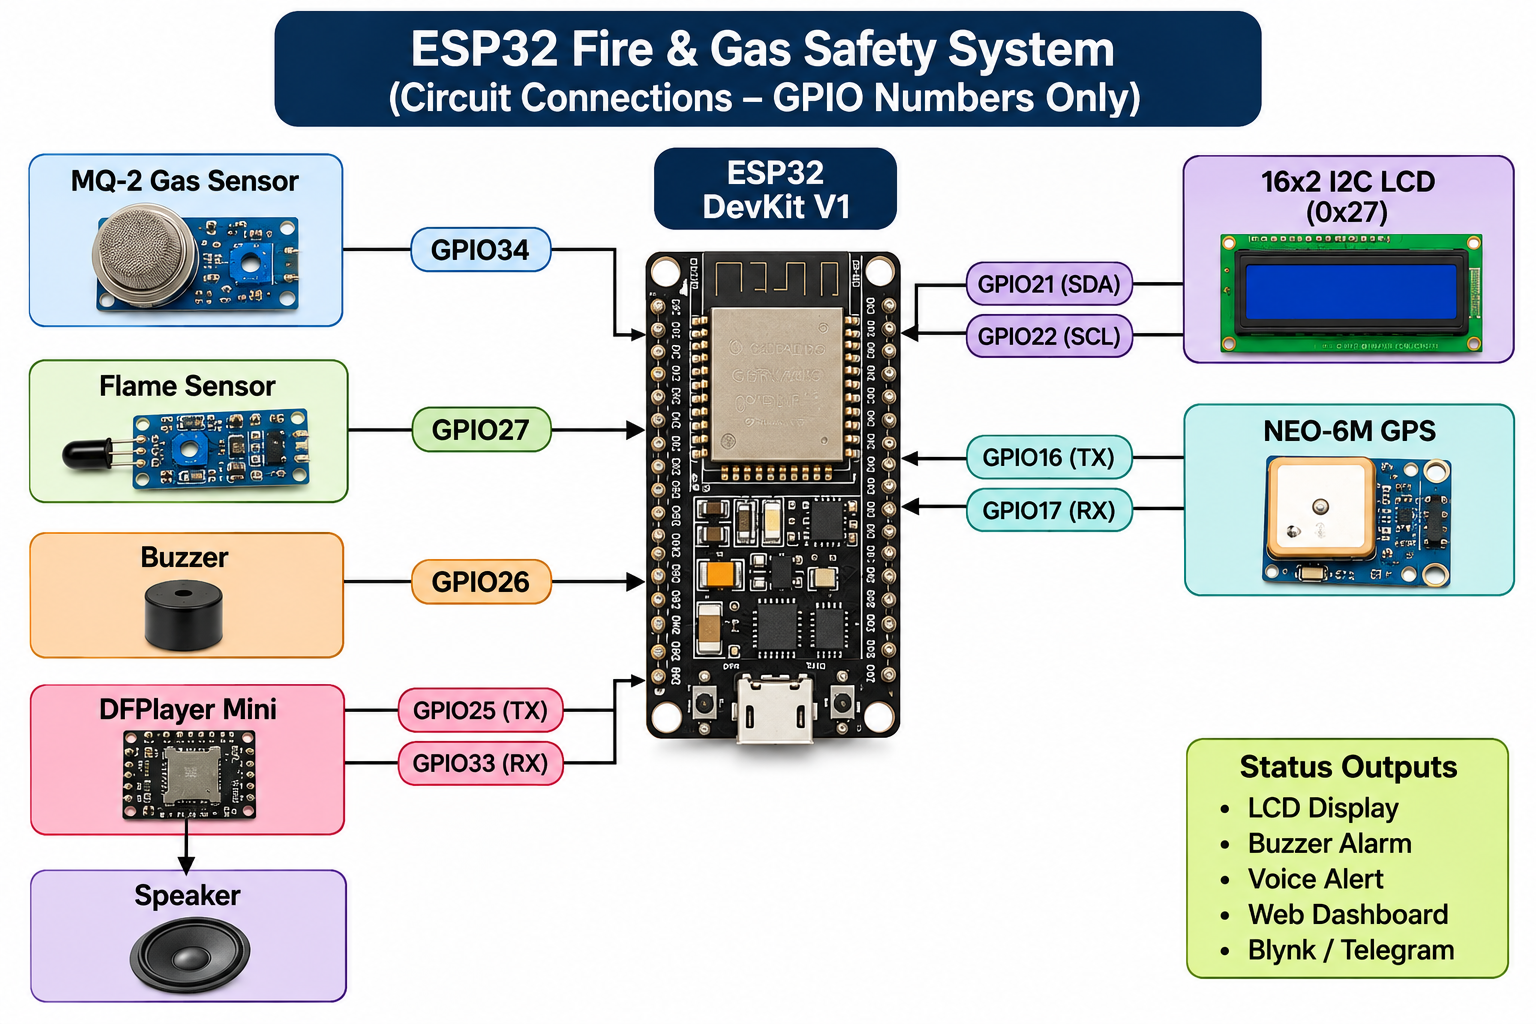 ESP32 Fire & Gas Safety System
(Circuit Connections – GPIO Numbers Only)
MQ-2 Gas Sensor
GPIO34
Flame Sensor
GPIO27
Buzzer
GPIO26
DFPlayer Mini
GPIO25 (TX)
GPIO33 (RX)
Speaker
ESP32
DevKit V1
16x2 I2C LCD
(0x27)
GPIO21 (SDA)
GPIO22 (SCL)
NEO-6M GPS
GPIO16 (TX)
GPIO17 (RX)
Status Outputs
• LCD Display
• Buzzer Alarm
• Voice Alert
• Web Dashboard
• Blynk / Telegram